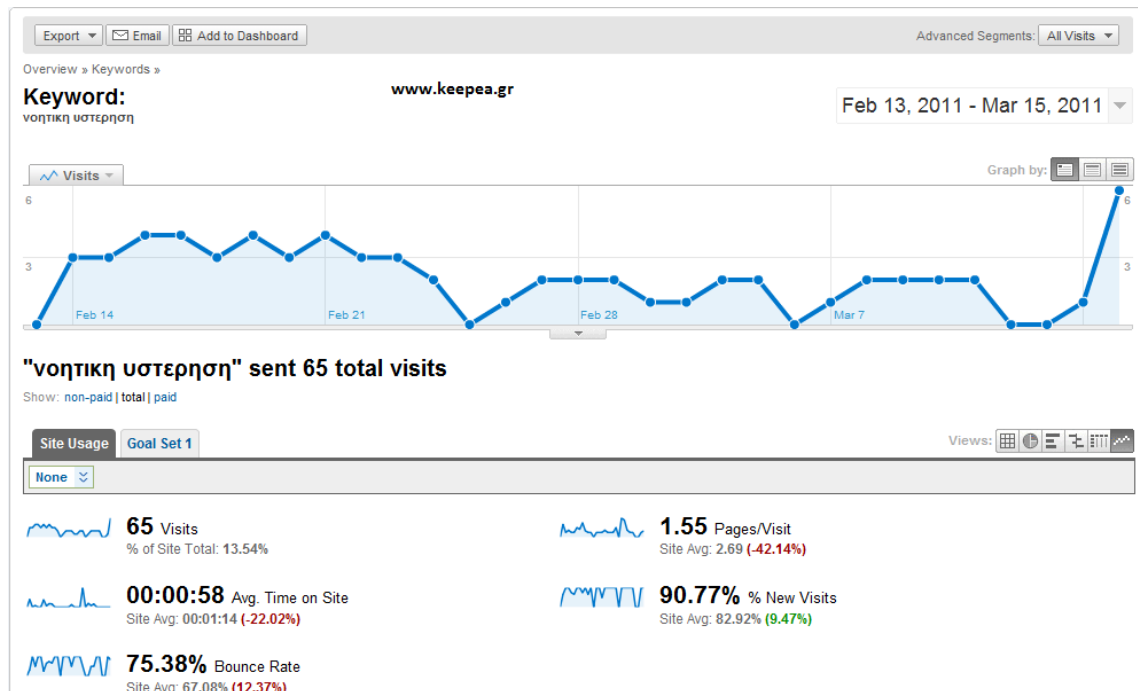 Export Email Add to Dashboard Advanced Segments: All Visits
Overview » Keywords »
www.keepea.gr
Keyword:
νοητικη υστερηση
Feb 13, 2011 - Mar 15, 2011
Visits Graph by:
6 6
3 3
Feb 14 Feb 21 Feb 28 Mar 7
"νοητικη υστερηση" sent 65 total visits
Show: non-paid | total | paid
Site Usage Goal Set 1 Views:
None
65 Visits
% of Site Total: 13.54%
1.55 Pages/Visit
Site Avg: 2.69 (-42.14%)
00:00:58 Avg. Time on Site
Site Avg: 00:01:14 (-22.02%)
90.77% % New Visits
Site Avg: 82.92% (9.47%)
75.38% Bounce Rate
Site Avg: 67.08% (12.37%)